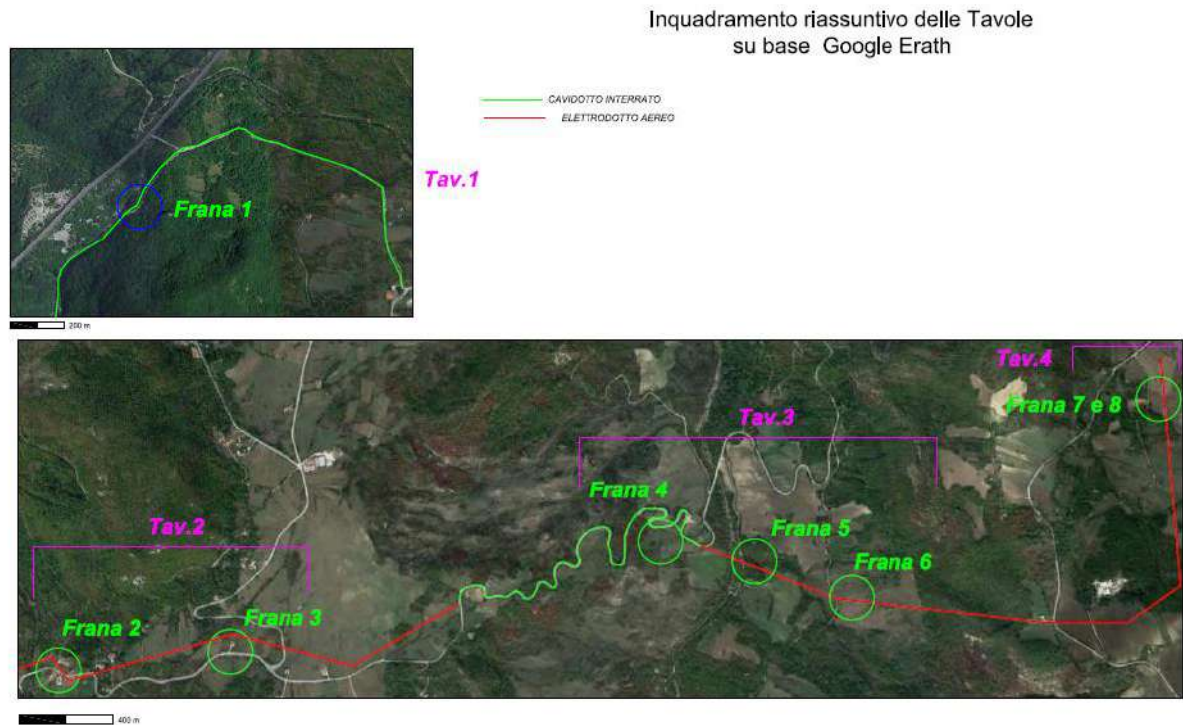 Inquadramento riassuntivo delle Tavole
su base Google Erath
CAVIDOTTO INTERRATO
ELETTRODOTTO AEREO
Tav.1
Frana 1
200 m
Tav.4
Frana 7 e 8
Tav.3
Frana 4
Tav.2
Frana 5
Frana 6
Frana 3
Frana 2
400 m